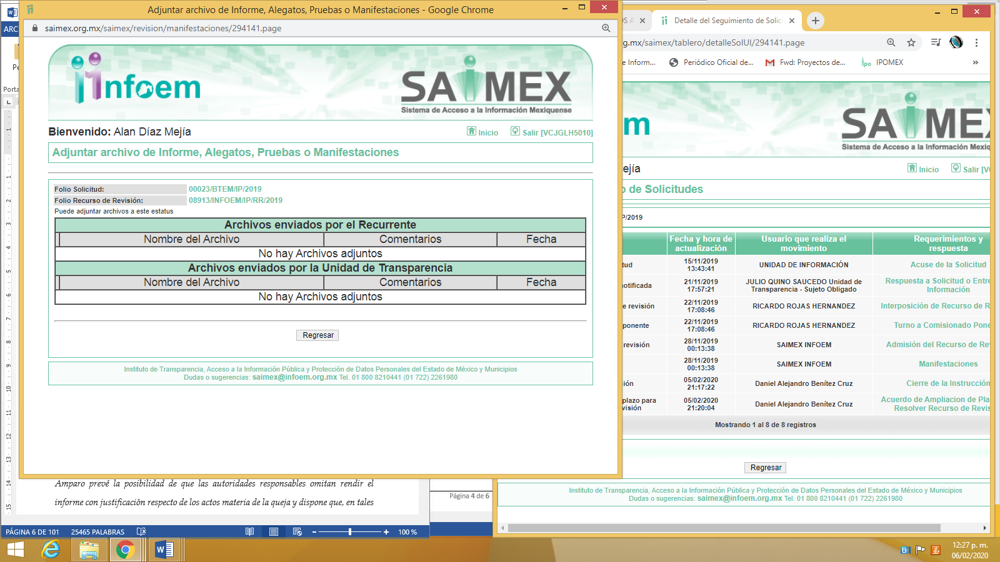 Adjuntar archivo de Informe, Alegatos, Pruebas o Manifestaciones - Google Chrome
saimex.org.mx/saimex/revision/manifestaciones/294141.page
infoem
SAIMEX
Sistema de Acceso a la Información Mexiquense
Bienvenido: Alan Díaz Mejía
Inicio
Salir [VCJGLH5010]
Adjuntar archivo de Informe, Alegatos, Pruebas o Manifestaciones
Folio Solicitud: 00023/BTEM/IP/2019
Folio Recurso de Revisión: 08913/INFOEM/IP/RR/2019
Puede adjuntar archivos a este estatus
Archivos enviados por el Recurrente
Nombre del Archivo Comentarios Fecha
No hay Archivos adjuntos
Archivos enviados por la Unidad de Transparencia
Nombre del Archivo Comentarios Fecha
No hay Archivos adjuntos
Regresar
Instituto de Transparencia, Acceso a la Información Pública y Protección de Datos Personales del Estado de México y Municipios
Dudas o sugerencias: saimex@infoem.org.mx Tel. 01 800 8210441 (01 722) 2261980
ARC
Porta
Amparo prevé la posibilidad de que las autoridades responsables omitan rendir el
informe con justificación respecto de los actos materia de la queja y dispone que, en tales
Página 4 de 6
PÁGINA 6 DE 101 25465 PALABRAS 100 %
Detalle del Seguimiento de Solic
rg.mx/saimex/tablero/detalleSolUI/294141.page
e Inform... Periódico Oficial de... Fwd: Proyectos de... IPOMEX »
em
SAIMEX
Sistema de Acceso a la Información Mexiq
ejía
Inicio
Salir [V
o de Solicitudes
P/2019
Fecha y hora de actualización Usuario que realiza el movimiento Requerimientos y respuesta
tud 15/11/2019 13:43:41 UNIDAD DE INFORMACIÓN Acuse de la Solicitud
otificada 21/11/2019 17:57:21 JULIO QUINO SAUCEDO Unidad de Transparencia - Sujeto Obligado Respuesta a Solicitud o Entre Información
e revisión 22/11/2019 17:08:46 RICARDO ROJAS HERNANDEZ Interposición de Recurso de R
ponente 22/11/2019 17:08:46 RICARDO ROJAS HERNANDEZ Turno a Comisionado Pone
revisión 28/11/2019 00:13:38 SAIMEX INFOEM Admisión del Recurso de Rev
28/11/2019 00:13:38 SAIMEX INFOEM Manifestaciones
ión 05/02/2020 21:17:22 Daniel Alejandro Benítez Cruz Cierre de la Instrucción
plazo para visión 05/02/2020 21:20:04 Daniel Alejandro Benítez Cruz Acuerdo de Ampliacion de Pla Resolver Recurso de Revis
Mostrando 1 al 8 de 8 registros
Regresar
Instituto de Transparencia, Acceso a la Información Pública y Protección de Datos Personales del Estado de México y Municipios
Dudas o sugerencias: saimex@infoem.org.mx Tel. 01 800 8210441 (01 722) 2261980
12:27 p. m.
06/02/2020